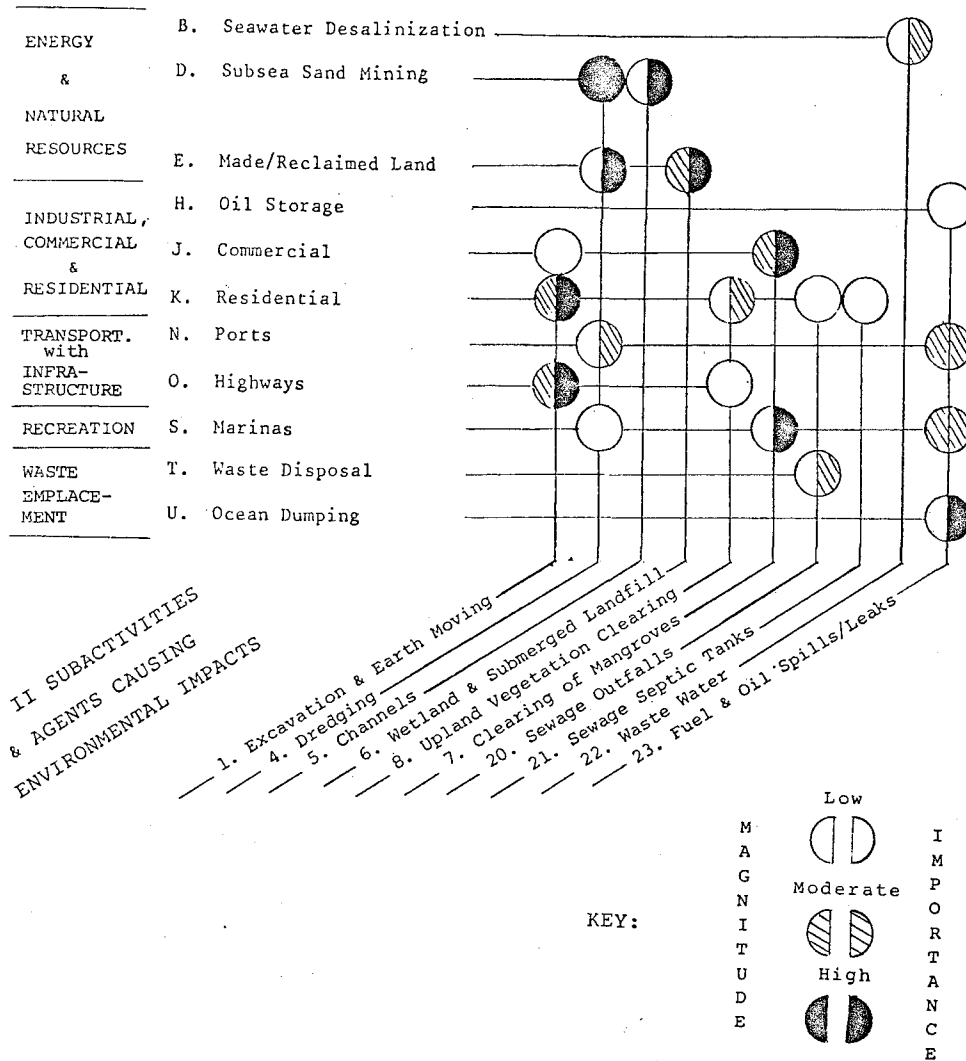 ENERGY
&
NATURAL
RESOURCES
INDUSTRIAL,
COMMERCIAL
&
RESIDENTIAL
TRANSPORT.
with
INFRA-
STRUCTURE
RECREATION
WASTE
EMPLACE-
MENT
B. Seawater Desalinization
D. Subsea Sand Mining
E. Made/Reclaimed Land
H. Oil Storage
J. Commercial
K. Residential
N. Ports
O. Highways
S. Marinas
T. Waste Disposal
U. Ocean Dumping
II SUBACTIVITIES
& AGENTS CAUSING
ENVIRONMENTAL IMPACTS
1. Excavation & Earth Moving
4. Dredging
5. Channels
6. Wetland & Submerged Landfill
8. Upland Vegetation Clearing
7. Clearing of Mangroves
20. Sewage Outfalls
21. Sewage Septic Tanks
22. Waste Water
23. Fuel & Oil Spills/Leaks
KEY:
MAGNITUDE
Low
Moderate
High
IMPORTANCE